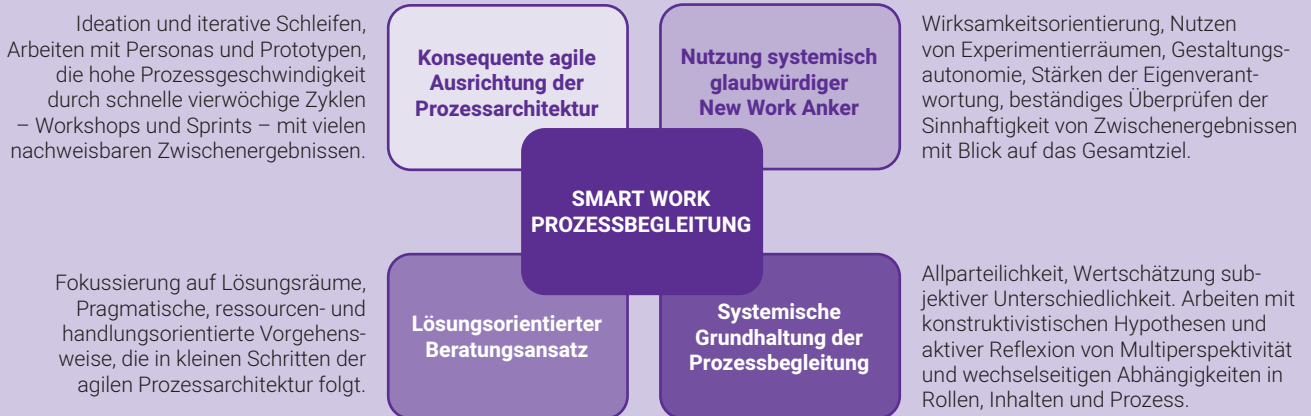 Ideation und iterative Schleifen,
Arbeiten mit Personas und Prototypen,
die hohe Prozessgeschwindigkeit
durch schnelle vierwöchige Zyklen
– Workshops und Sprints – mit vielen
nachweisbaren Zwischenergebnissen.
Konsequente agile
Ausrichtung der
Prozessarchitektur
Nutzung systemisch
glaubwürdiger
New Work Anker
Wirksamkeitsorientierung, Nutzen
von Experimentierräumen, Gestaltungs-
autonomie, Stärken der Eigenverant-
wortung, beständiges Überprüfen der
Sinnhaftigkeit von Zwischenergebnissen
mit Blick auf das Gesamtziel.
SMART WORK
PROZESSBEGLEITUNG
Fokussierung auf Lösungsräume,
Pragmatische, ressourcen- und
handlungsorientierte Vorgehens-
weise, die in kleinen Schritten der
agilen Prozessarchitektur folgt.
Lösungsorientierter
Beratungsansatz
Systemische
Grundhaltung der
Prozessbegleitung
Allparteilichkeit, Wertschätzung sub-
jektiver Unterschiedlichkeit. Arbeiten mit
konstruktivistischen Hypothesen und
aktiver Reflexion von Multiperspektivität
und wechselseitigen Abhängigkeiten in
Rollen, Inhalten und Prozess.